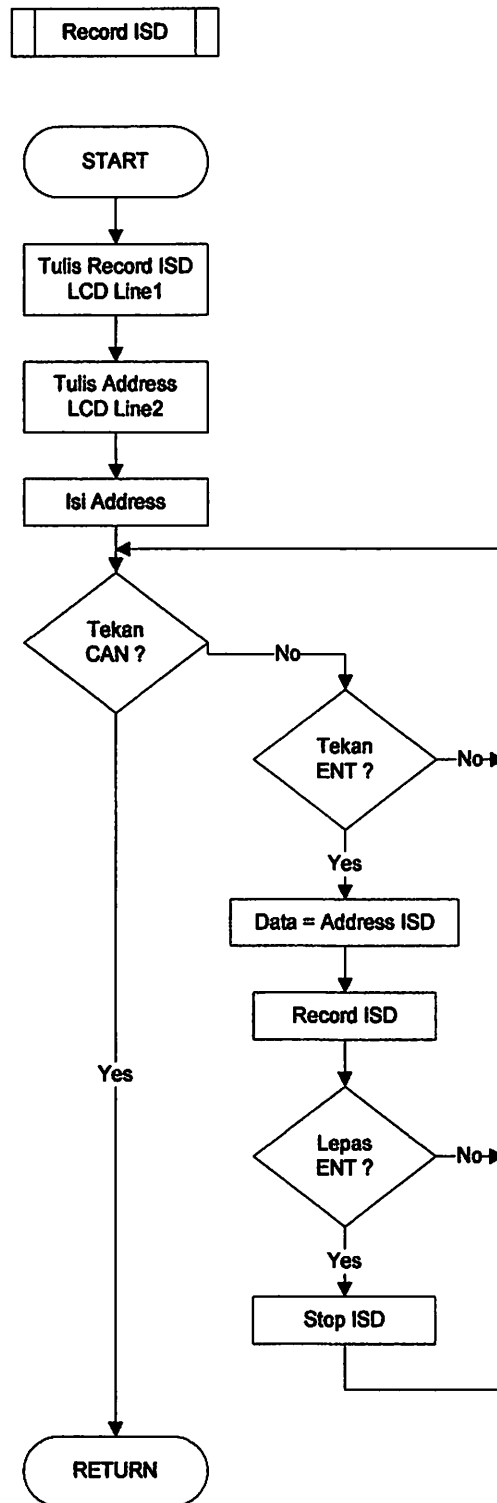 Record ISD
START
Tulis Record ISD
LCD Line1
Tulis Address
LCD Line2
Isi Address
Tekan
CAN ?
No
Tekan
ENT ?
No
Yes
Data = Address ISD
Record ISD
Yes
Lepas
ENT ?
No
Yes
Stop ISD
RETURN